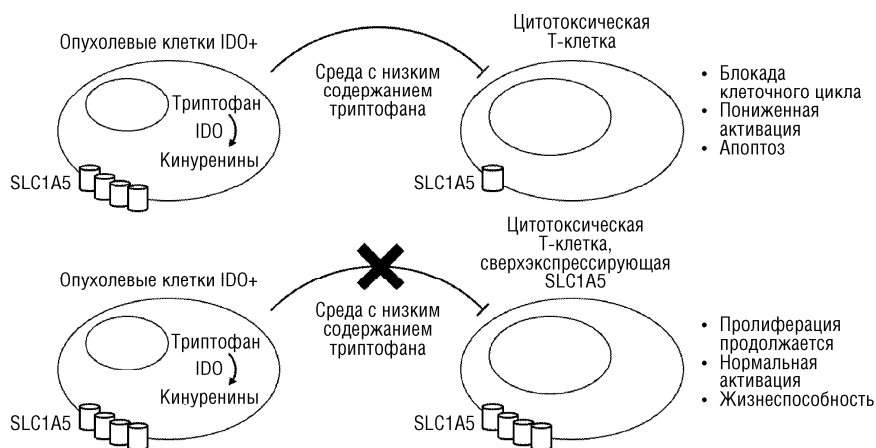 Опухолевые клетки IDO+
Триптофан
IDO
Кинуренины
SLC1A5
Среда с низким
содержанием
триптофана
Цитотоксическая
Т-клетка
SLC1A5
• Блокада
клеточного цикла
• Пониженная
активация
• Апоптоз
Опухолевые клетки IDO+
Триптофан
IDO
Кинуренины
SLC1A5
Среда с низким
содержанием
триптофана
Цитотоксическая
Т-клетка,
сверхэкспрессирующая
SLC1A5
SLC1A5
• Пролиферация
продолжается
• Нормальная
активация
• Жизнеспособность